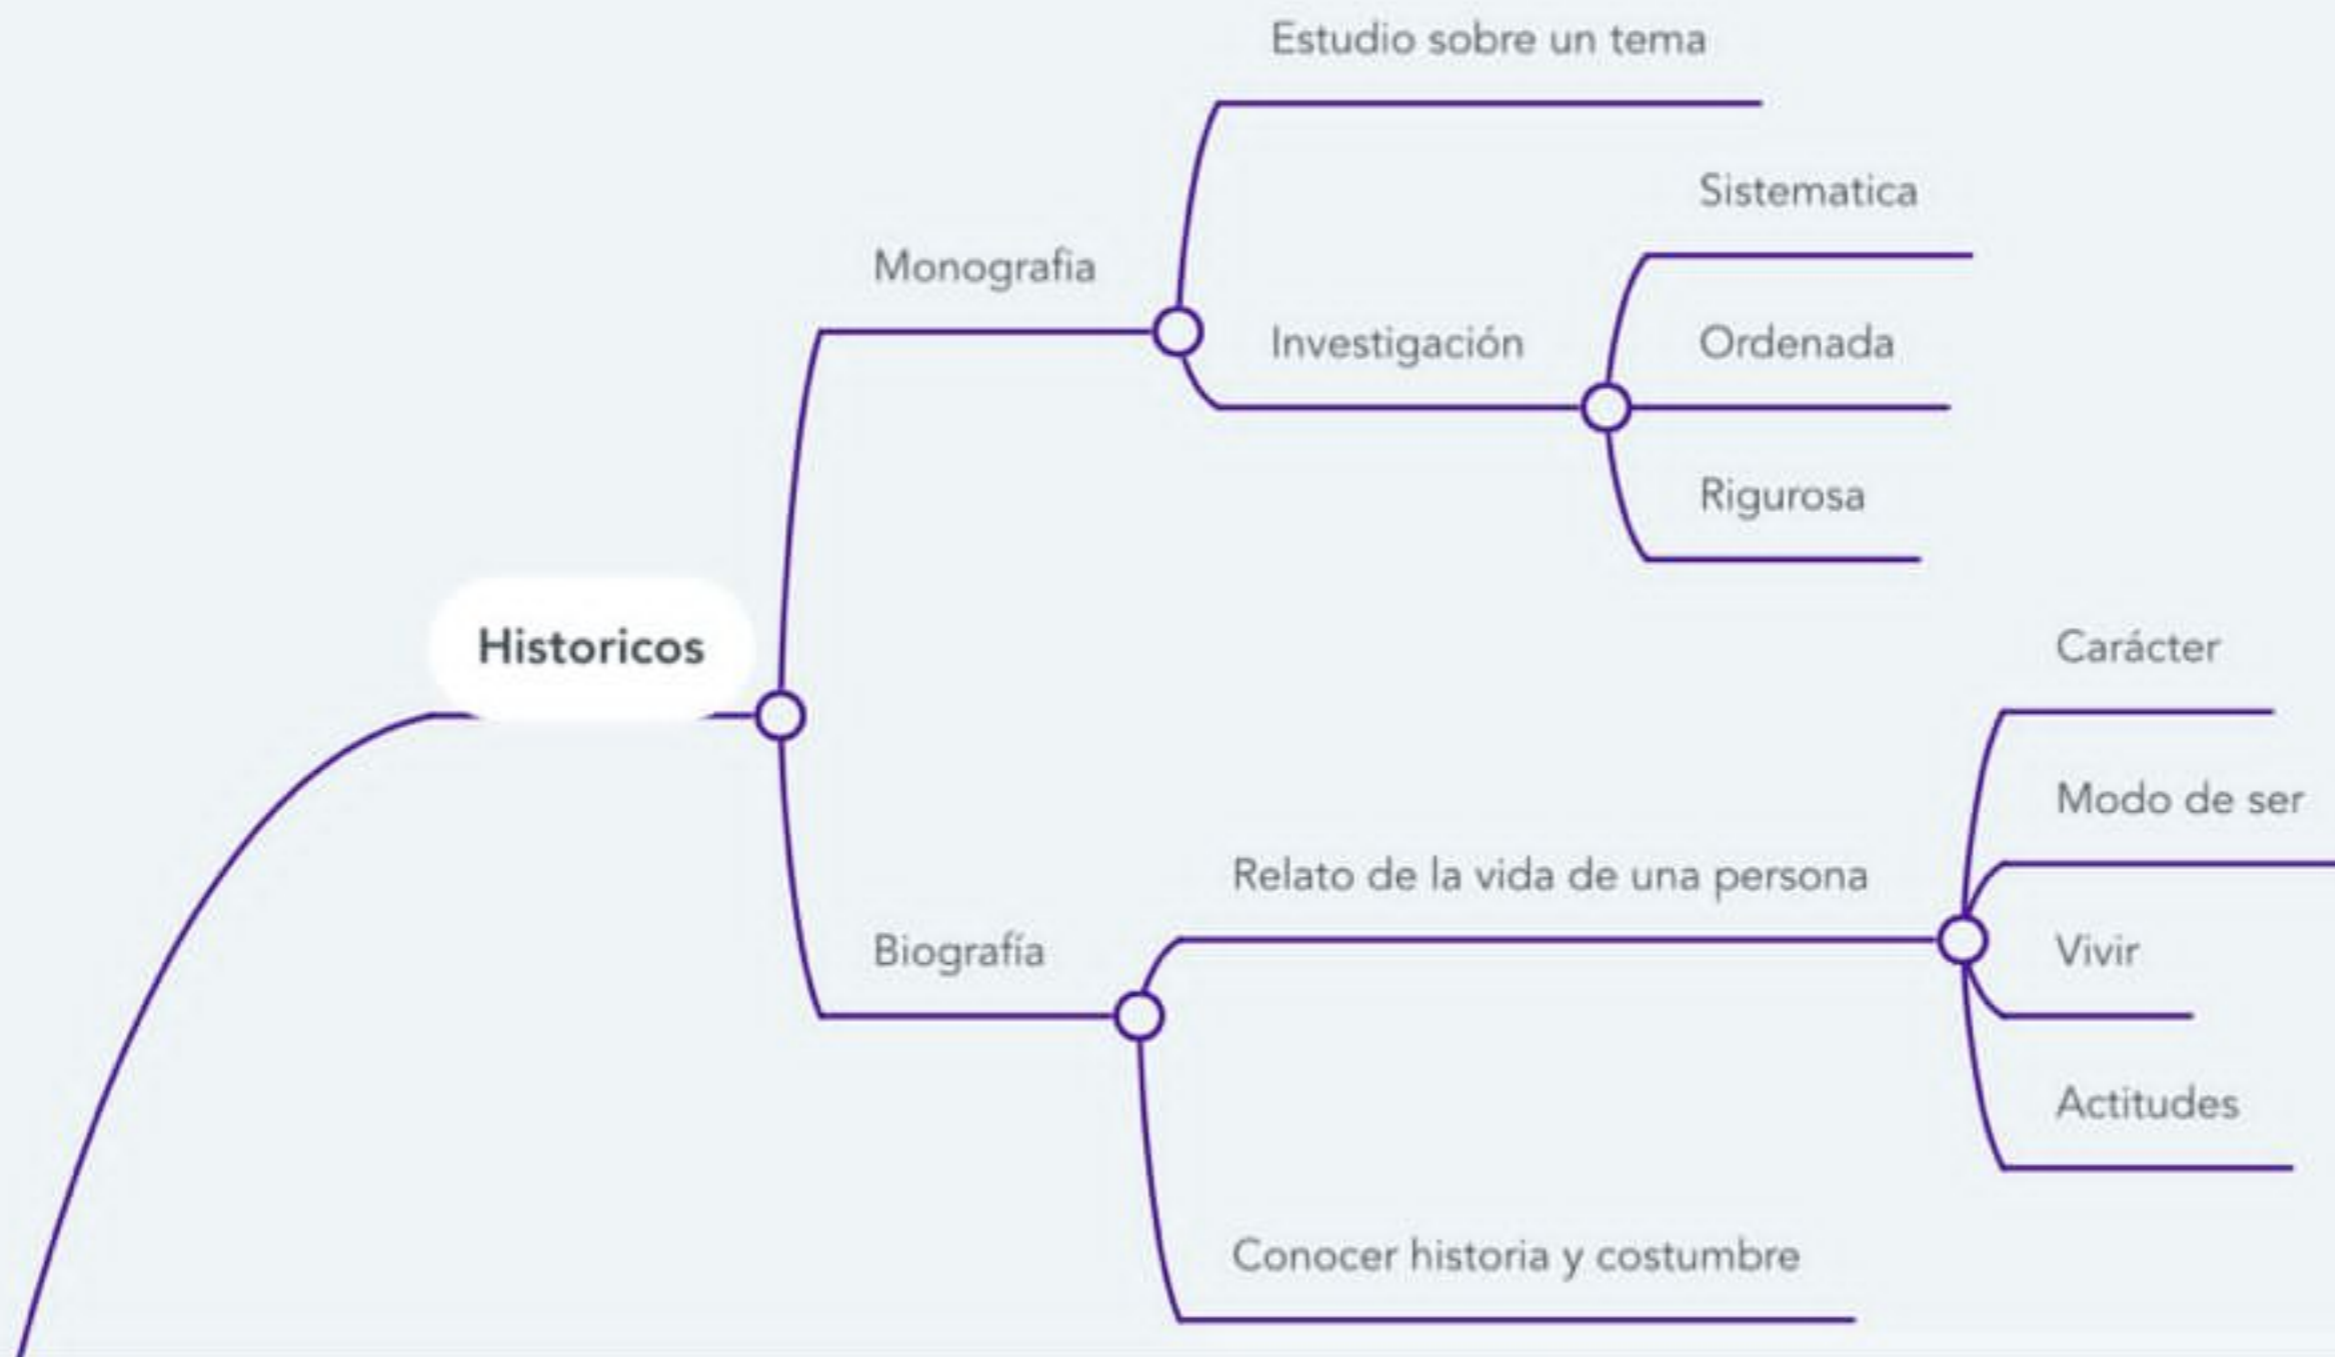 Estudio sobre un tema
Sistematica
Monografia
Investigación
Ordenada
Rigurosa
Historicos
Carácter
Modo de ser
Relato de la vida de una persona
Biografía
Vivir
Actitudes
Conocer historia y costumbre